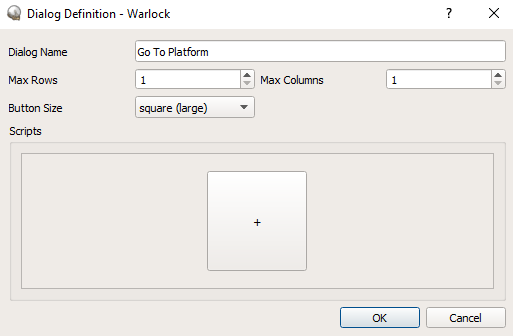 Dialog Definition - Warlock
?
Dialog Name Go To Platform
Max Rows 1 Max Columns 1
Button Size square (large)
Scripts
+
OK Cancel